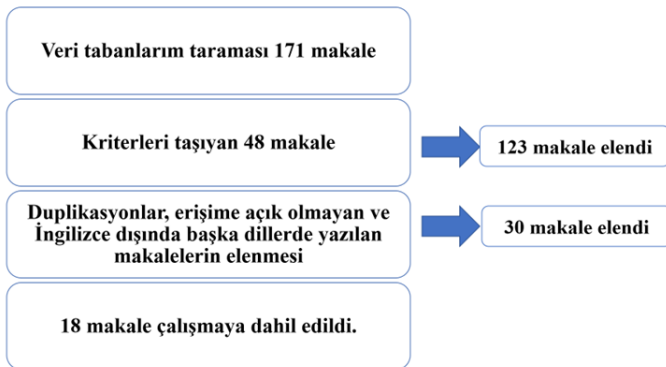 Veri tabanlarım taraması 171 makale
Kriterleri taşıyan 48 makale
123 makale elendi
Duplikasyonlar, erişime açık olmayan ve
İngilizce dışında başka dillerde yazılan
makalelerin elenmesi
30 makale elendi
18 makale çalışmaya dahil edildi.